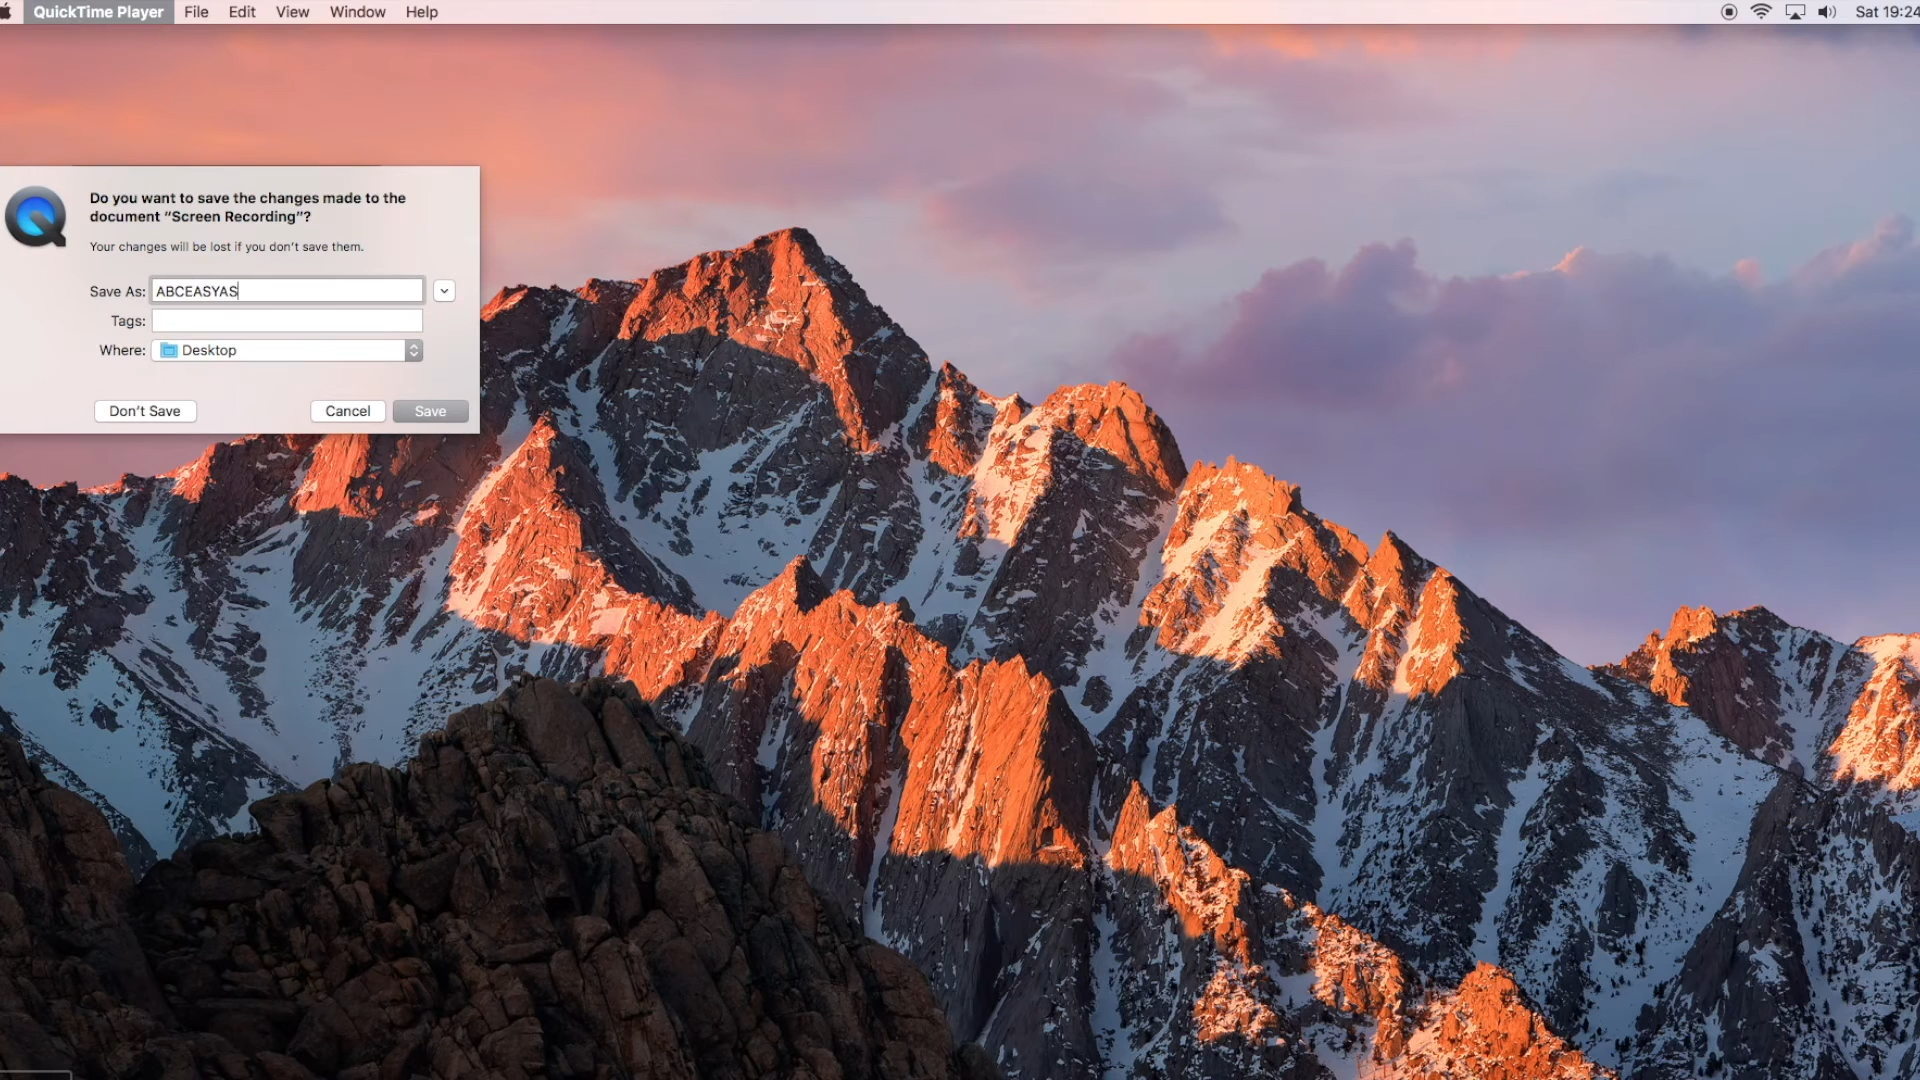 QuickTime Player File Edit View Window Help Sat 19:24
Do you want to save the changes made to the
document “Screen Recording”?
Your changes will be lost if you don’t save them.
Save As: ABCEASYAS
Tags:
Where: Desktop
Don’t Save Cancel Save